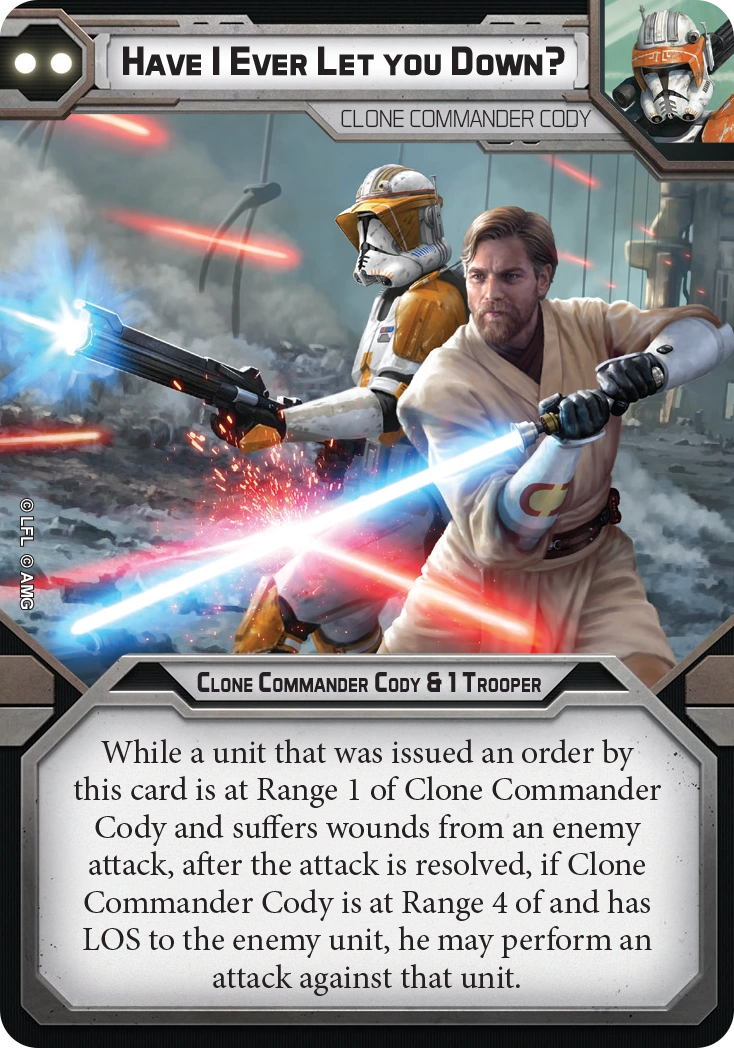 Have I Ever Let you Down?
CLONE COMMANDER CODY
© LFL © AMG
Clone Commander Cody & 1 Trooper
While a unit that was issued an order by
this card is at Range 1 of Clone Commander
Cody and suffers wounds from an enemy
attack, after the attack is resolved, if Clone
Commander Cody is at Range 4 of and has
LOS to the enemy unit, he may perform an
attack against that unit.